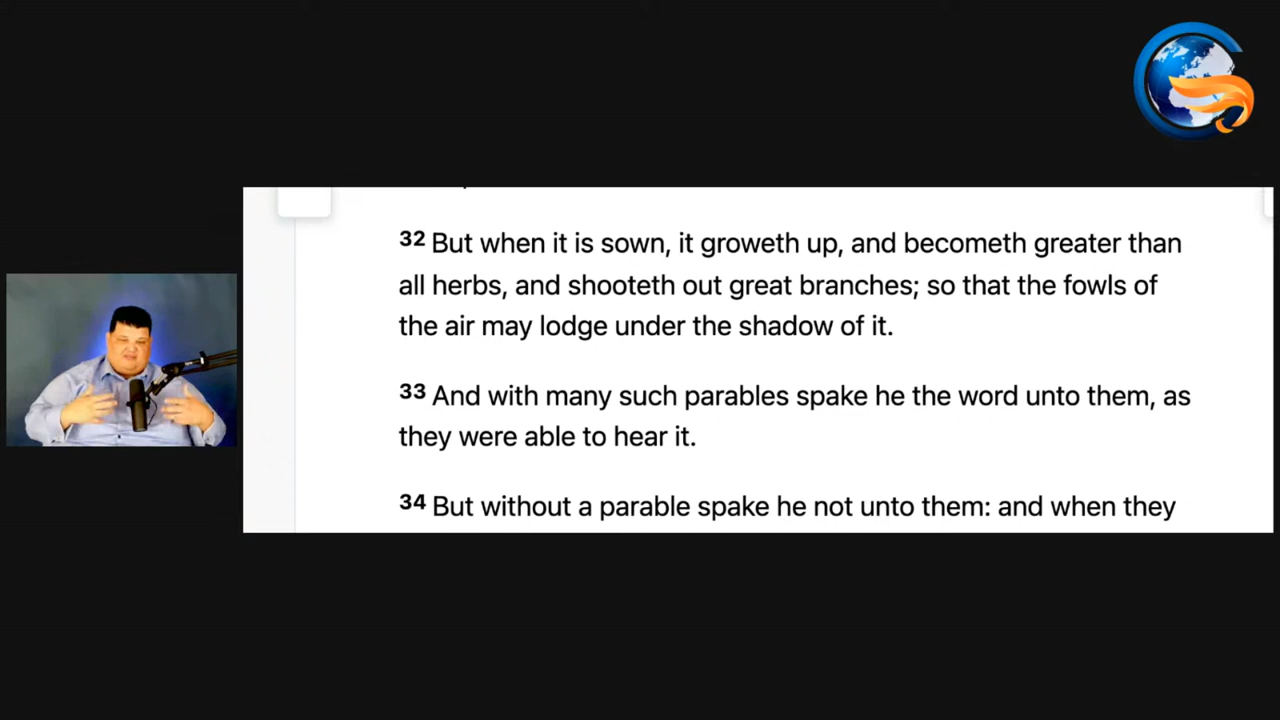 32 But when it is sown, it groweth up, and becometh greater than
all herbs, and shooteth out great branches; so that the fowls of
the air may lodge under the shadow of it.
33 And with many such parables spake he the word unto them, as
they were able to hear it.
34 But without a parable spake he not unto them: and when they